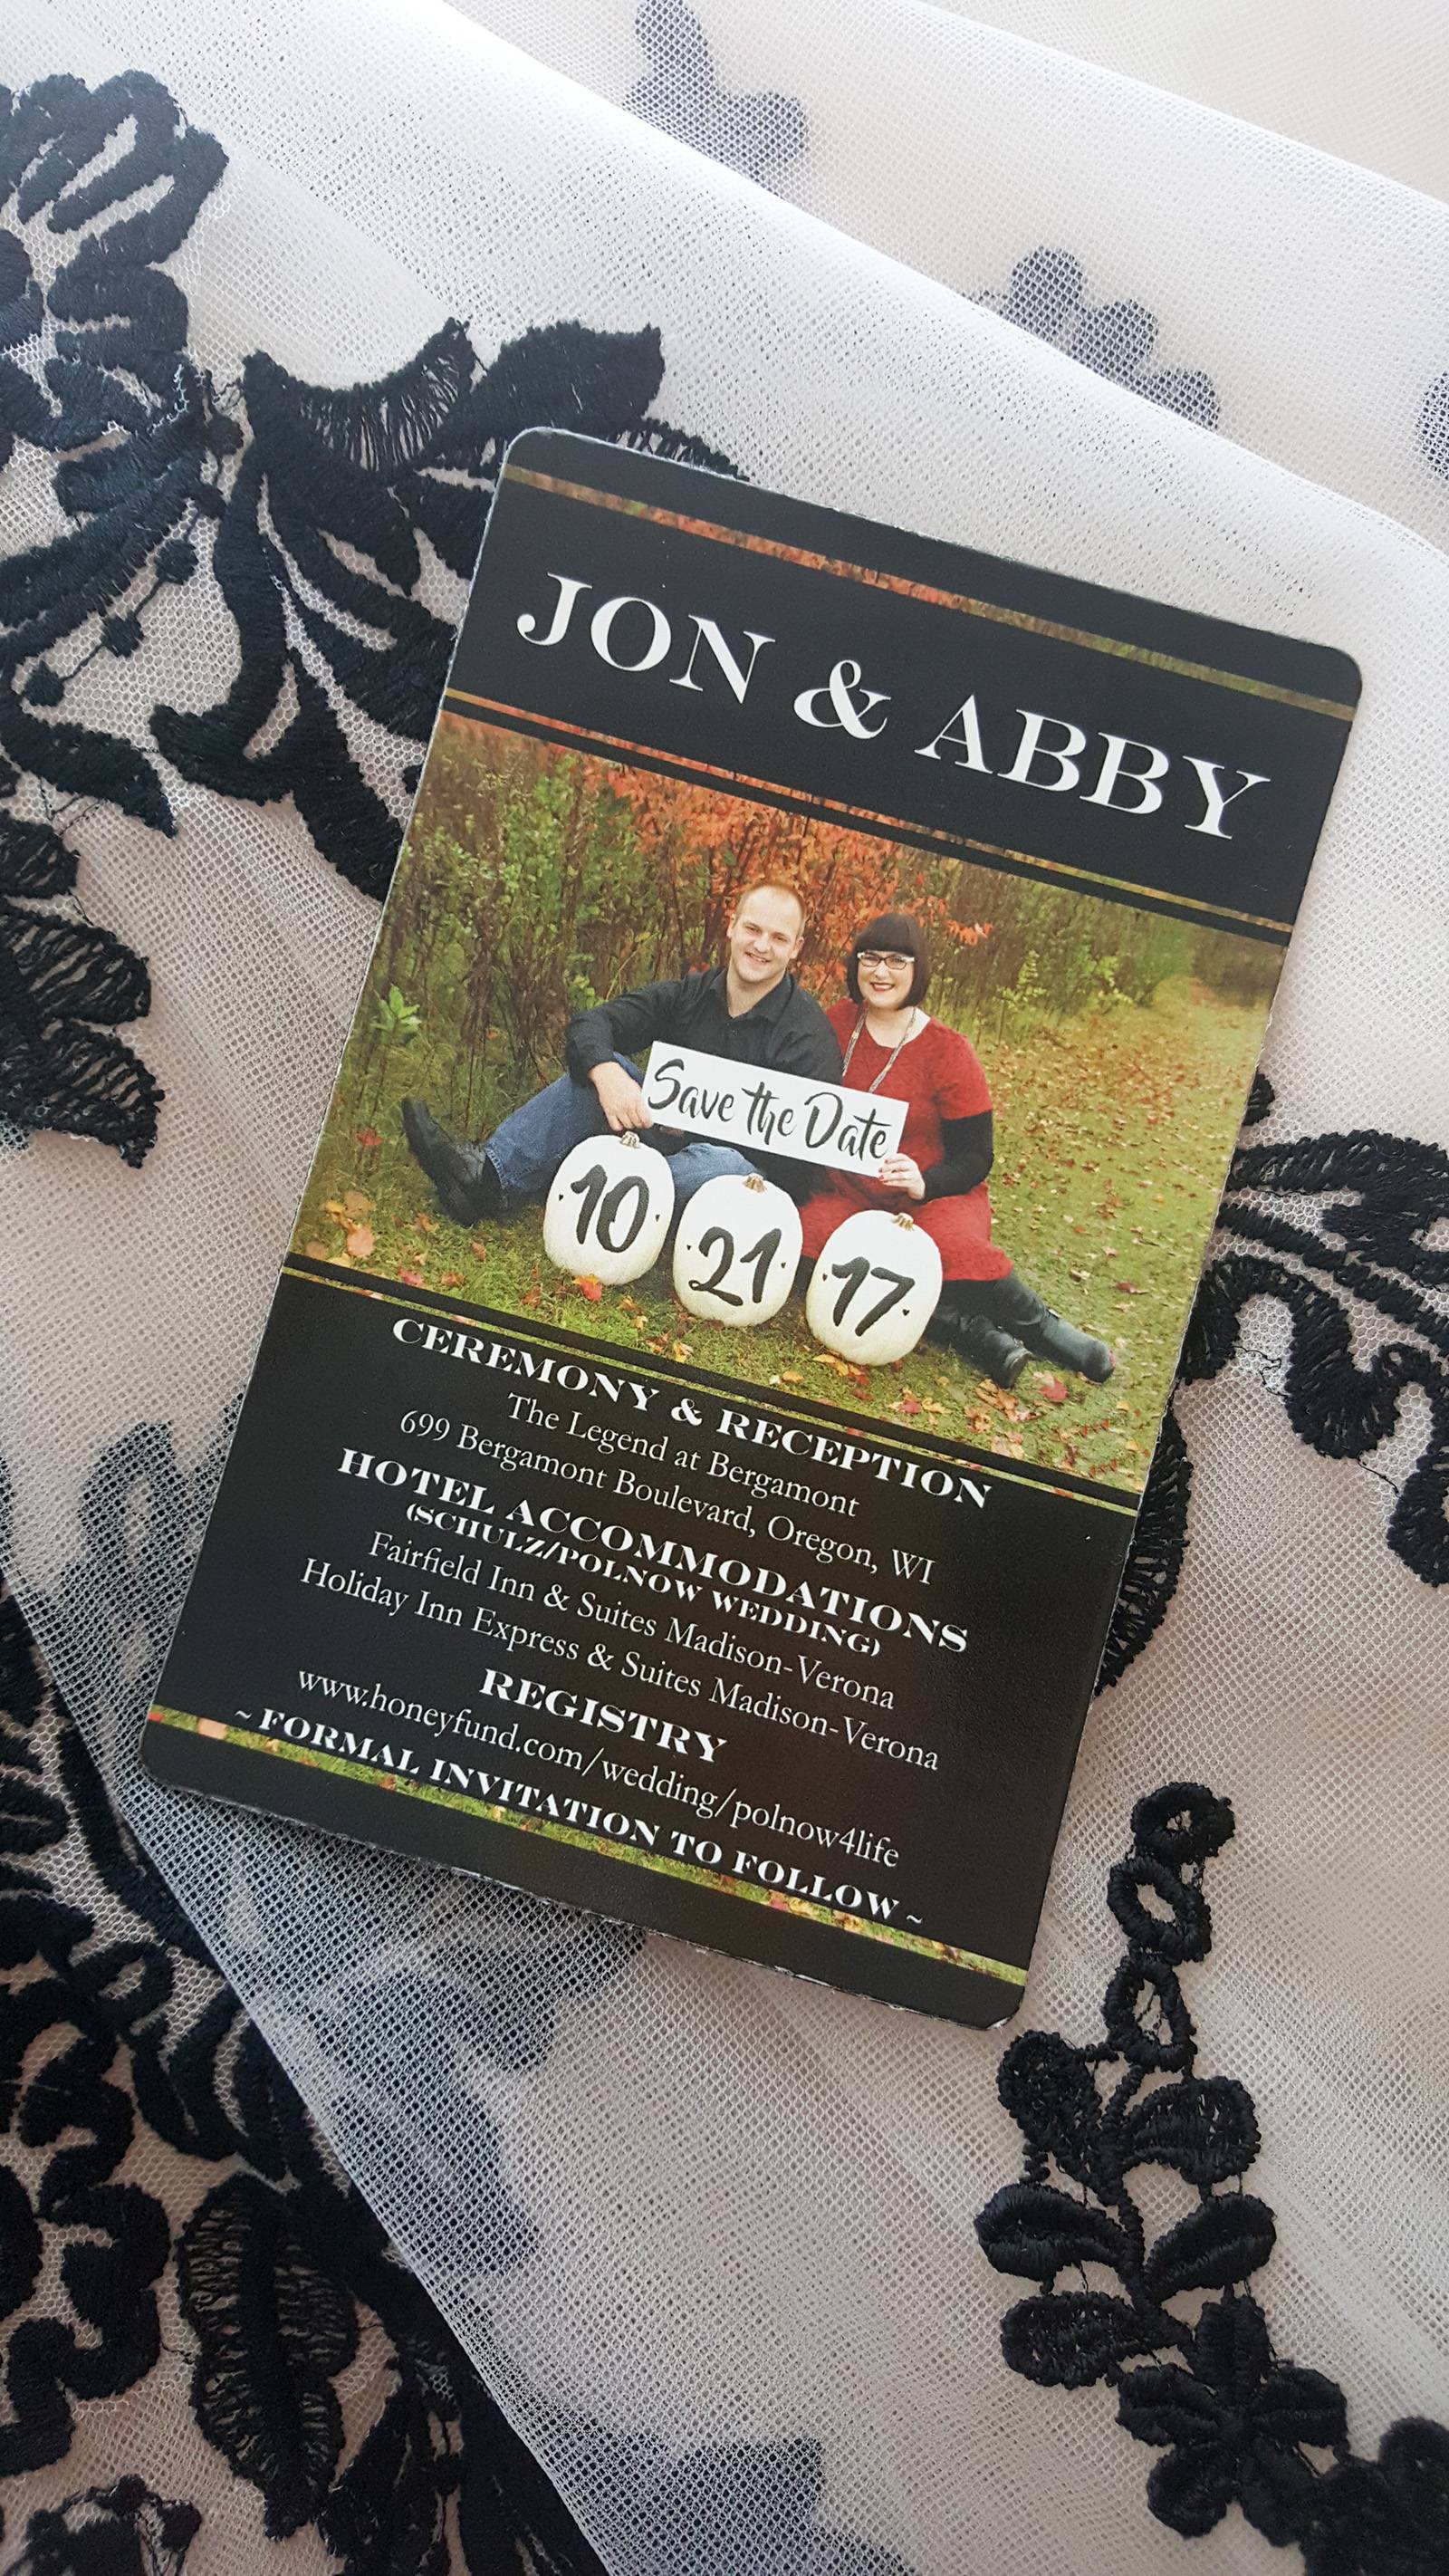 JON & ABBY
Save the Date
10 21 17
CEREMONY & RECEPTION
The Legend at Bergamont
699 Bergamont Boulevard, Oregon, WI
HOTEL ACCOMMODATIONS
(SCHULZ/POLNOW WEDDING)
Fairfield Inn & Suites Madison-Verona
Holiday Inn Express & Suites Madison-Verona
REGISTRY
www.honeyfund.com/wedding/polnow4life
~ FORMAL INVITATION TO FOLLOW ~